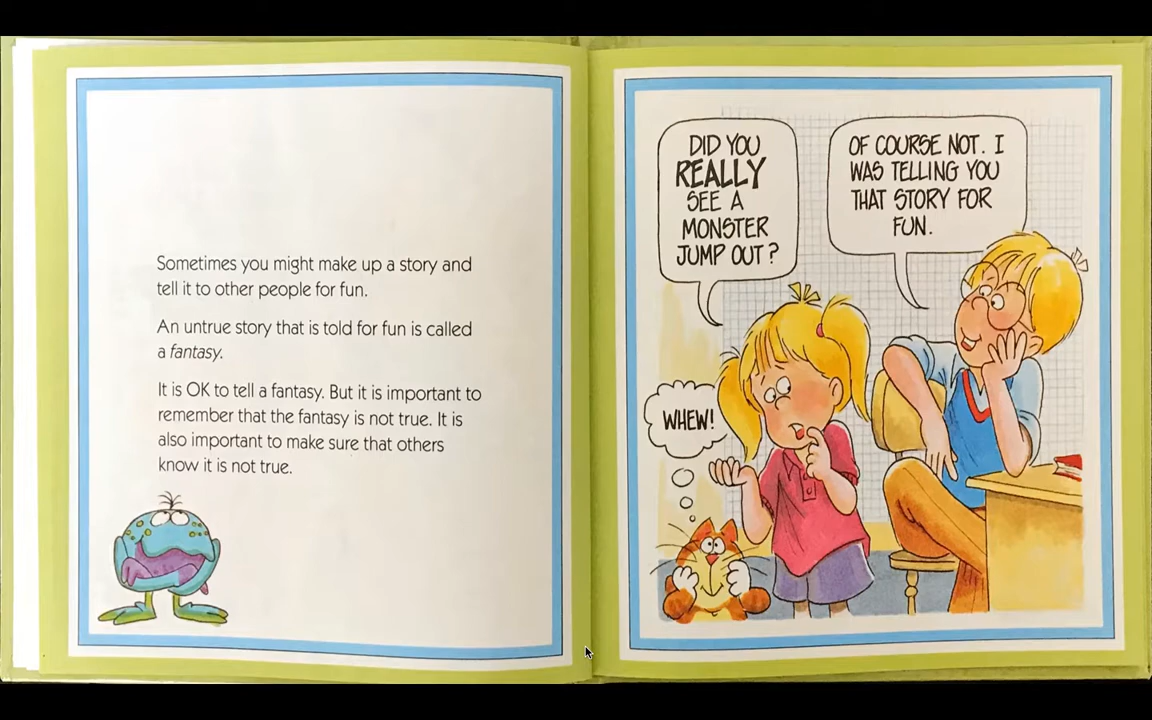 Sometimes you might make up a story and
tell it to other people for fun.
An untrue story that is told for fun is called
a fantasy.
It is OK to tell a fantasy. But it is important to
remember that the fantasy is not true. It is
also important to make sure that others
know it is not true.
DID YOU
REALLY
SEE A
MONSTER
JUMP OUT?
OF COURSE NOT. I
WAS TELLING YOU
THAT STORY FOR
FUN.
WHEW!